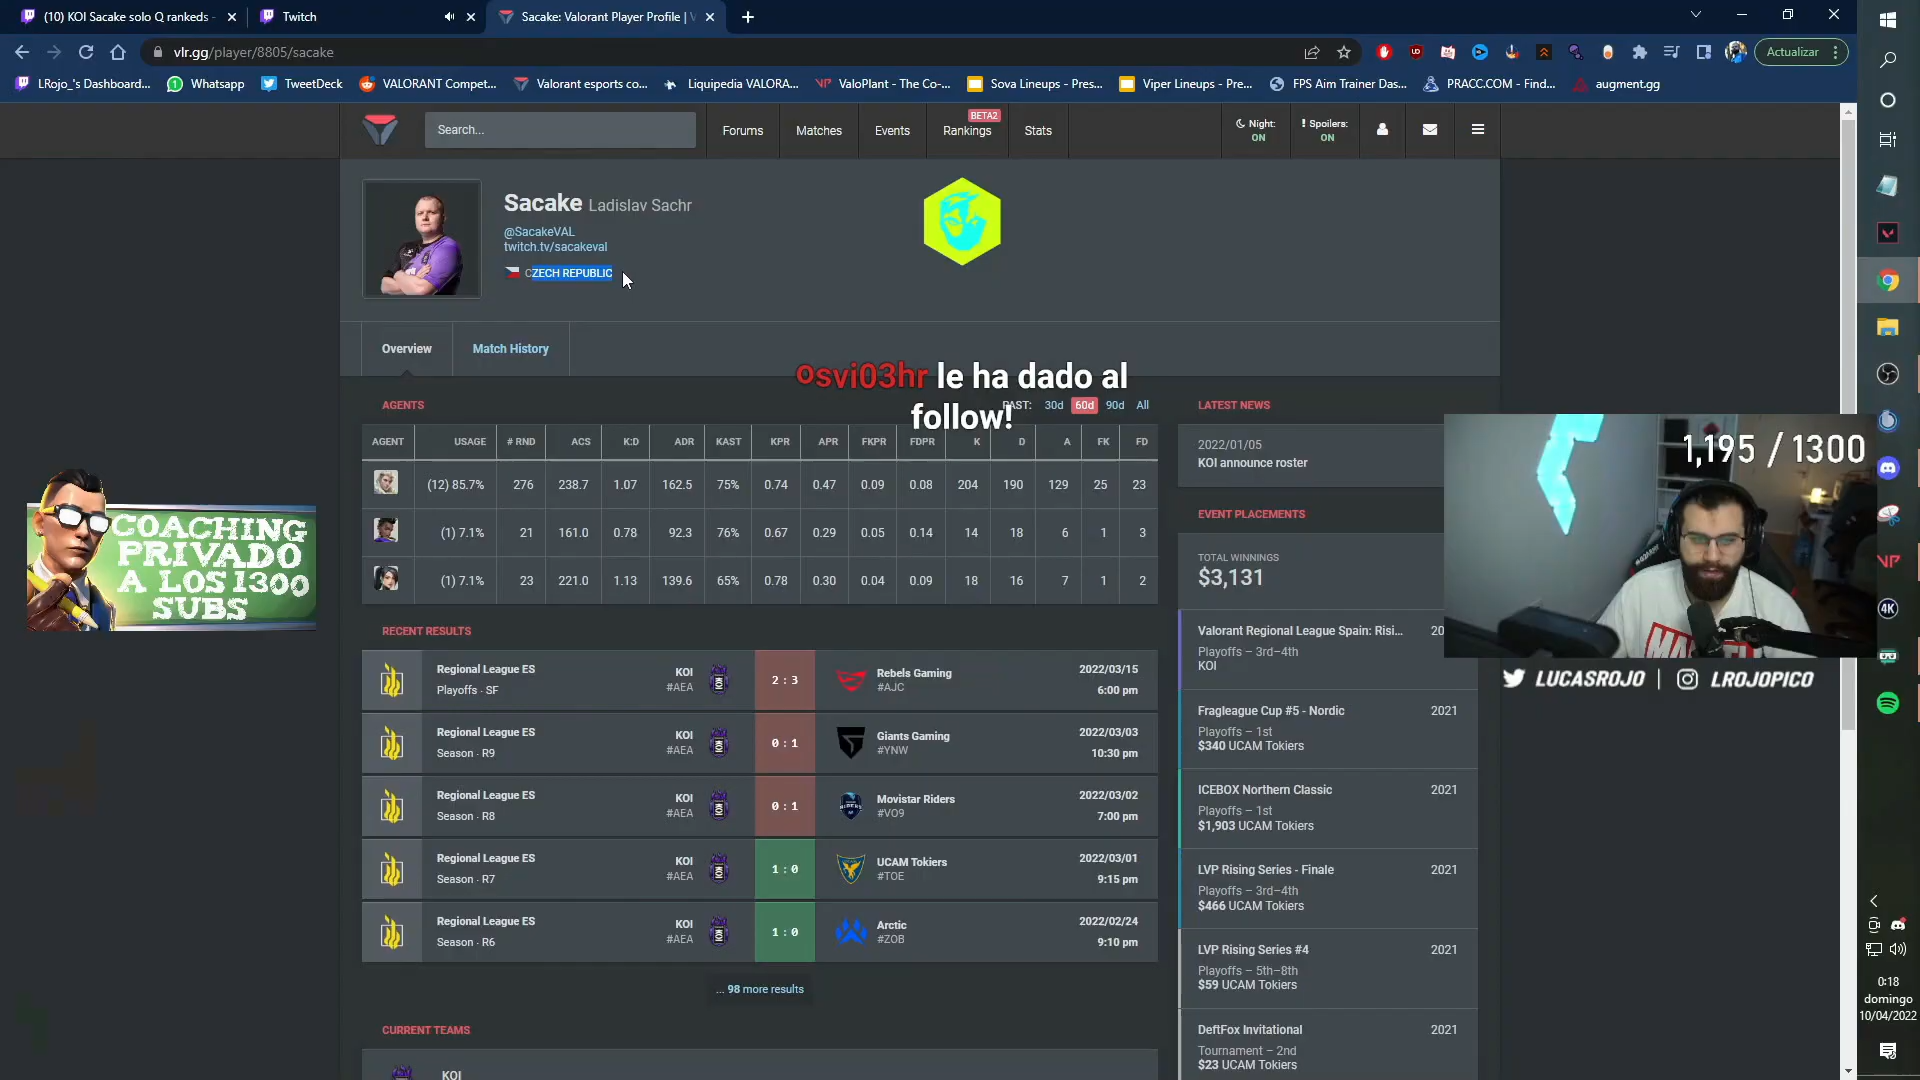 (10) KOI Sacake solo Q rankeds -
Twitch
Sacake: Valorant Player Profile | V
vlr.gg/player/8805/sacake
Actualizar
LRojo_'s Dashboard...
Whatsapp
TweetDeck
VALORANT Compet...
Valorant esports co...
Liquipedia VALORA...
ValoPlant - The Co-...
Sova Lineups - Pres...
Viper Lineups - Pre...
FPS Aim Trainer Das...
PRACC.COM - Find...
augment.gg
Search...
Forums
Matches
Events
BETA2
Rankings
Stats
Night:
ON
! Spoilers:
ON
Sacake Ladislav Sachr
@SacakeVAL
twitch.tv/sacakeval
CZECH REPUBLIC
Overview
Match History
osvi03hr le ha dado al
follow!
AGENTS
PAST: 30d 60d 90d All
AGENT USAGE # RND ACS K:D ADR KAST KPR APR FKPR FDPR K D A FK FD
(12) 85.7% 276 238.7 1.07 162.5 75% 0.74 0.47 0.09 0.08 204 190 129 25 23
(1) 7.1% 21 161.0 0.78 92.3 76% 0.67 0.29 0.05 0.14 14 18 6 1 3
(1) 7.1% 23 221.0 1.13 139.6 65% 0.78 0.30 0.04 0.09 18 16 7 1 2
RECENT RESULTS
Regional League ES
Playoffs · SF
KOI
#AEA
2 : 3
Rebels Gaming
#AJC
2022/03/15
6:00 pm
Regional League ES
Season · R9
KOI
#AEA
0 : 1
Giants Gaming
#YNW
2022/03/03
10:30 pm
Regional League ES
Season · R8
KOI
#AEA
0 : 1
Movistar Riders
#VO9
2022/03/02
7:00 pm
Regional League ES
Season · R7
KOI
#AEA
1 : 0
UCAM Tokiers
#TOE
2022/03/01
9:15 pm
Regional League ES
Season · R6
KOI
#AEA
1 : 0
Arctic
#ZOB
2022/02/24
9:10 pm
... 98 more results
CURRENT TEAMS
KOI
LATEST NEWS
2022/01/05
KOI announce roster
EVENT PLACEMENTS
TOTAL WINNINGS
$3,131
Valorant Regional League Spain: Risi...
20
Playoffs – 3rd–4th
KOI
Fragleague Cup #5 - Nordic
2021
Playoffs – 1st
$340 UCAM Tokiers
ICEBOX Northern Classic
2021
Playoffs – 1st
$1,903 UCAM Tokiers
LVP Rising Series - Finale
2021
Playoffs – 3rd–4th
$466 UCAM Tokiers
LVP Rising Series #4
2021
Playoffs – 5th–8th
$59 UCAM Tokiers
DeftFox Invitational
2021
Tournament – 2nd
$23 UCAM Tokiers
COACHING
PRIVADO
A LOS 1300
SUBS
1,195 / 1300
MARVEL
LUCASROJO | LROJOPICO
VP
4K
0:18
domingo
10/04/2022